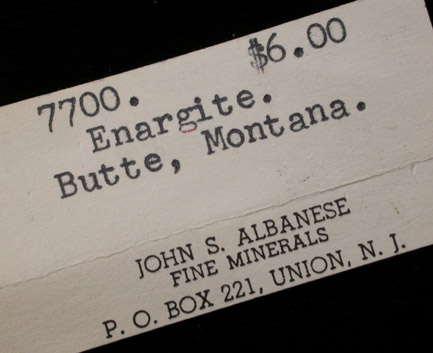 7700. $6.00
Enargite.
Butte, Montana.
JOHN S. ALBANESE
FINE MINERALS
P. O. BOX 221, UNION, N. J.